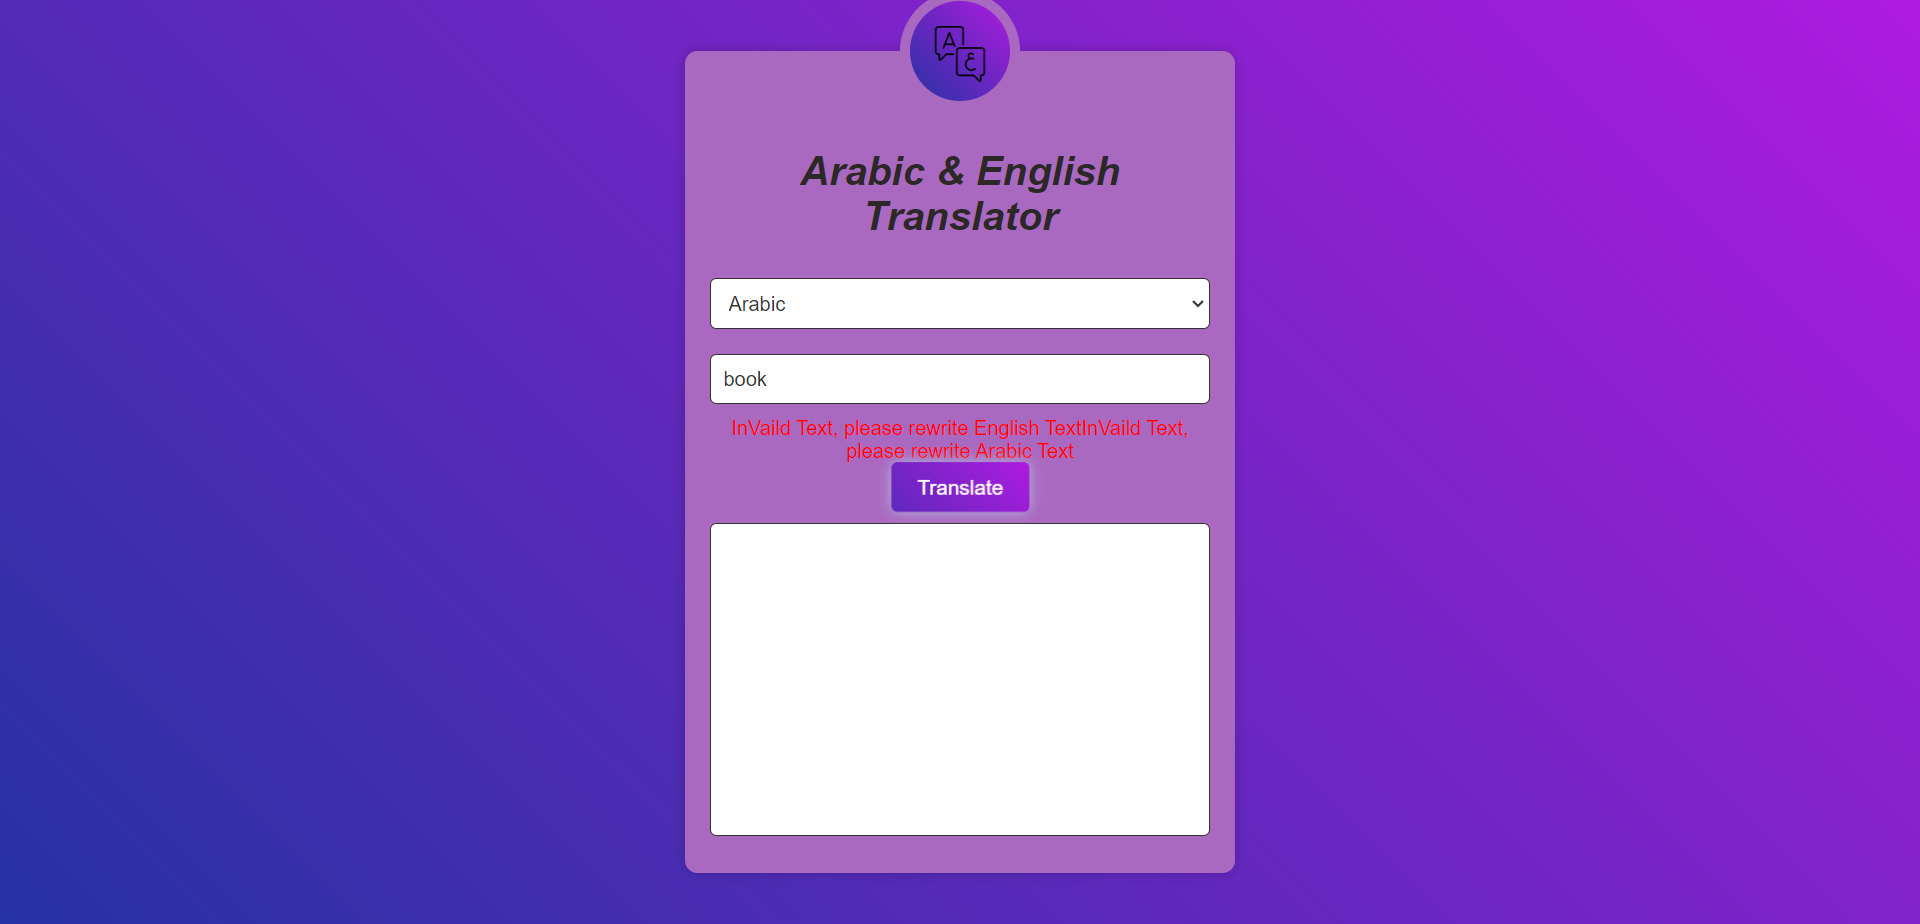 A
ع
Arabic & English
Translator
Arabic
book
InVaild Text, please rewrite English TextInVaild Text,
please rewrite Arabic Text
Translate